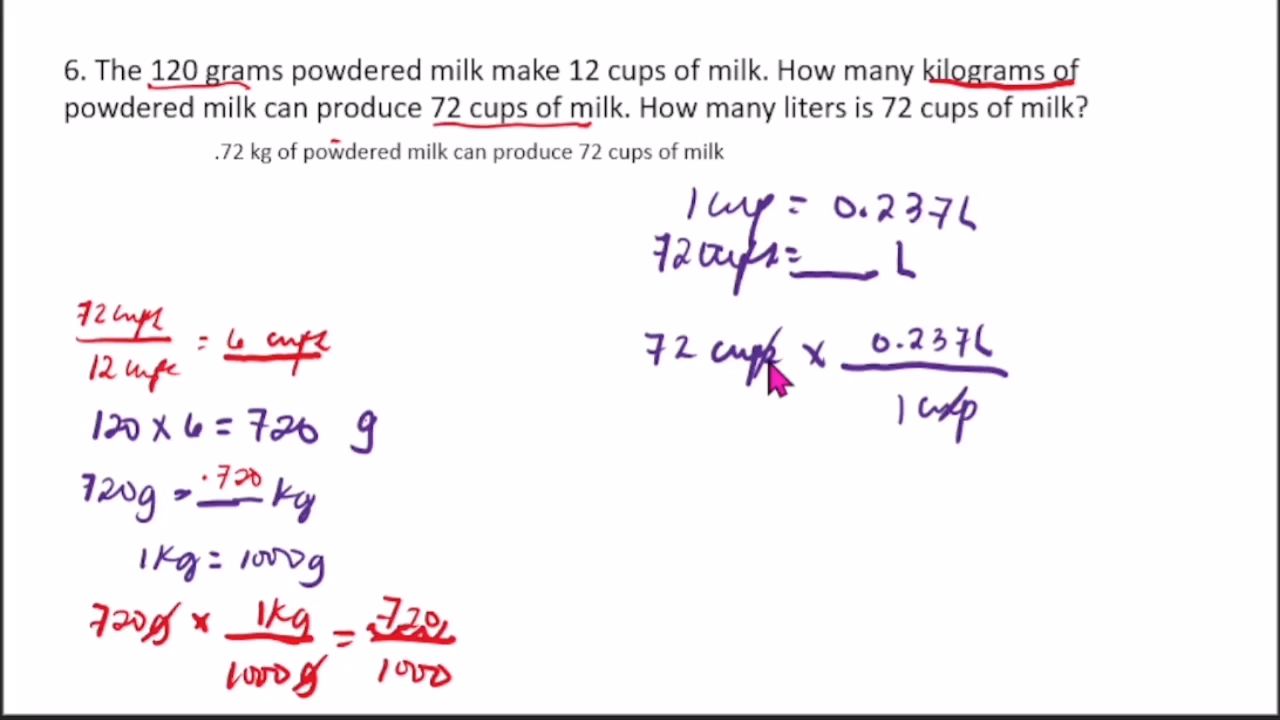 6. The 120 grams powdered milk make 12 cups of milk. How many kilograms of
powdered milk can produce 72 cups of milk. How many liters is 72 cups of milk?
.72 kg of powdered milk can produce 72 cups of milk
1 cup = 0.237L
72 cups = ___ L
72 cups x 0.237L
1 cup
72 cups
12 cups
= 6 cups
120 x 6 = 720 g
720g = .720 kg
1Kg = 1000g
720g x 1kg = 720
1000g 1000